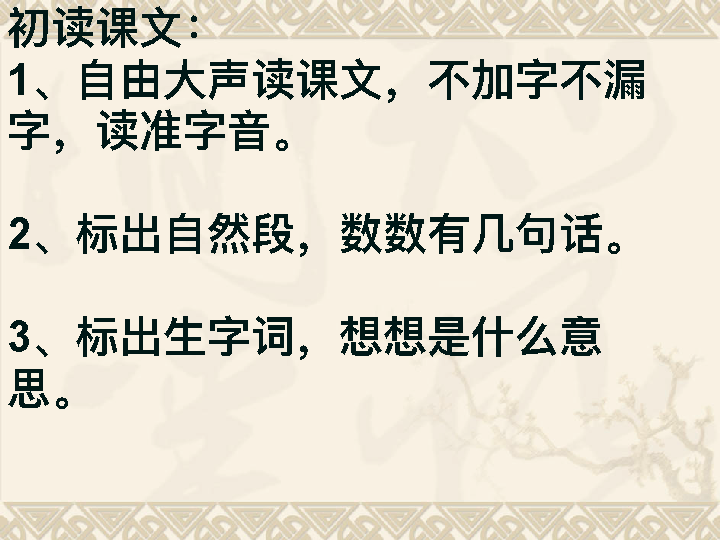 初读课文：
1、自由大声读课文，不加字不漏
字，读准字音。
2、标出自然段，数数有几句话。
3、标出生字词，想想是什么意
思。